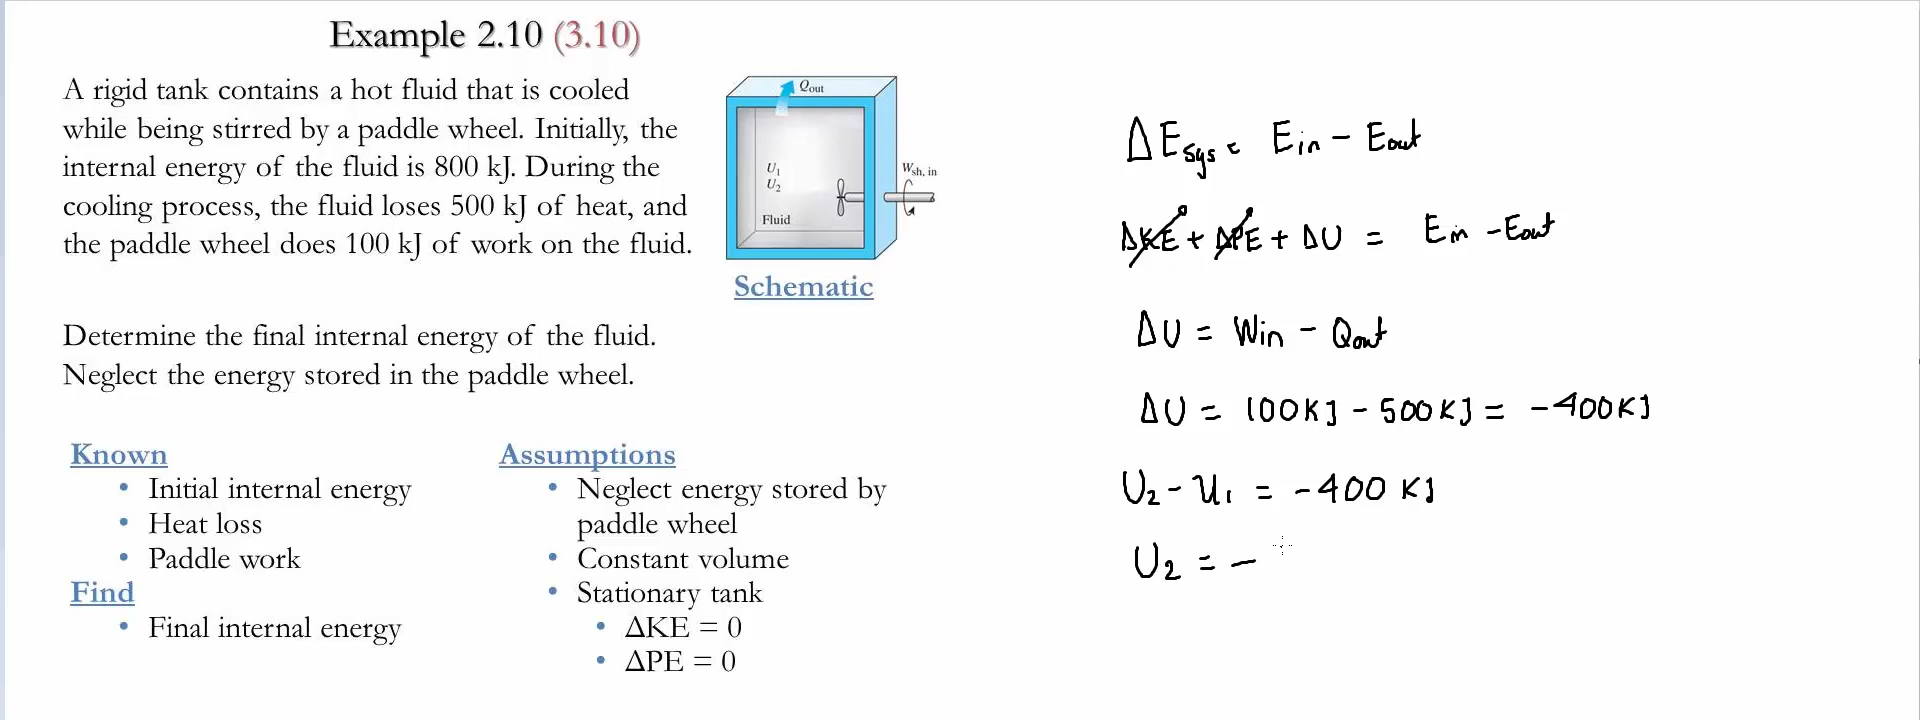 Example 2.10 (3.10)
A rigid tank contains a hot fluid that is cooled
while being stirred by a paddle wheel. Initially, the
internal energy of the fluid is 800 kJ. During the
cooling process, the fluid loses 500 kJ of heat, and
the paddle wheel does 100 kJ of work on the fluid.
Determine the final internal energy of the fluid.
Neglect the energy stored in the paddle wheel.
Qout
U1
U2
Fluid
Wsh, in
Schematic
Known
• Initial internal energy
• Heat loss
• Paddle work
Find
• Final internal energy
Assumptions
• Neglect energy stored by
paddle wheel
• Constant volume
• Stationary tank
• ΔKE = 0
• ΔPE = 0
ΔEsys = Ein - Eout
ΔKE + ΔPE + ΔU = Ein - Eout
ΔU = Win - Qout
ΔU = 100KJ - 500KJ = -400KJ
U2 - U1 = -400 KJ
U2 = -